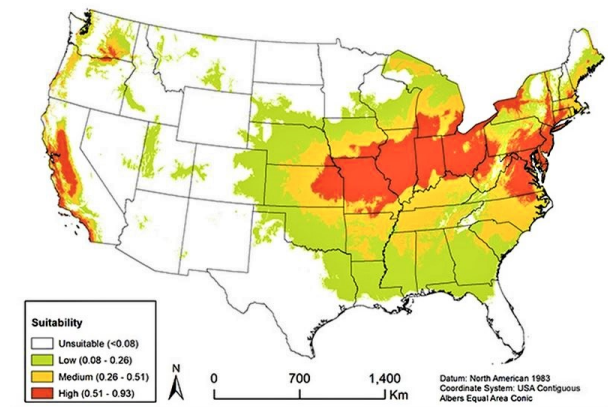 Suitability
Unsuitable (<0.08)
Low (0.08 - 0.26)
Medium (0.26 - 0.51)
High (0.51 - 0.93)
N
0 700 1,400
Km
Datum: North American 1983
Coordinate System: USA Contiguous
Albers Equal Area Conic